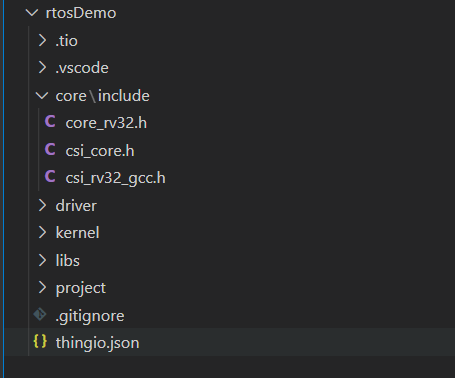 rtosDemo
.tio
.vscode
core\include
C core_rv32.h
C csi_core.h
C csi_rv32_gcc.h
driver
kernel
libs
project
.gitignore
{} thingio.json